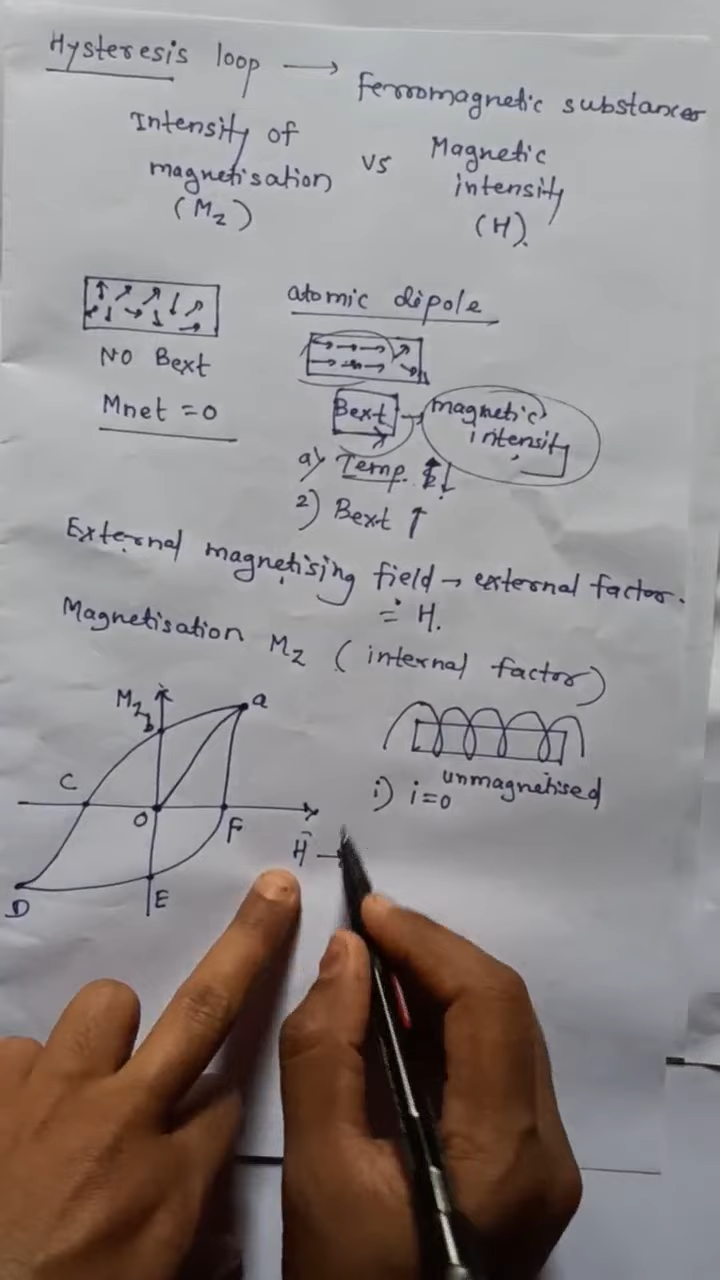 Hysteresis loop → ferromagnetic substances
Intensity of
magnetisation
(Mz)
vs
Magnetic
intensity
(H).
atomic dipole
NO Bext
Mnet = 0
Bext → magnetic
intensity
a) Temp. ↓
2) Bext ↑
External magnetising field → external factor.
= H.
Magnetisation Mz (internal factor)
Mz
b
a
C
O
F
H →
D
E
unmagnetised
i) i=0